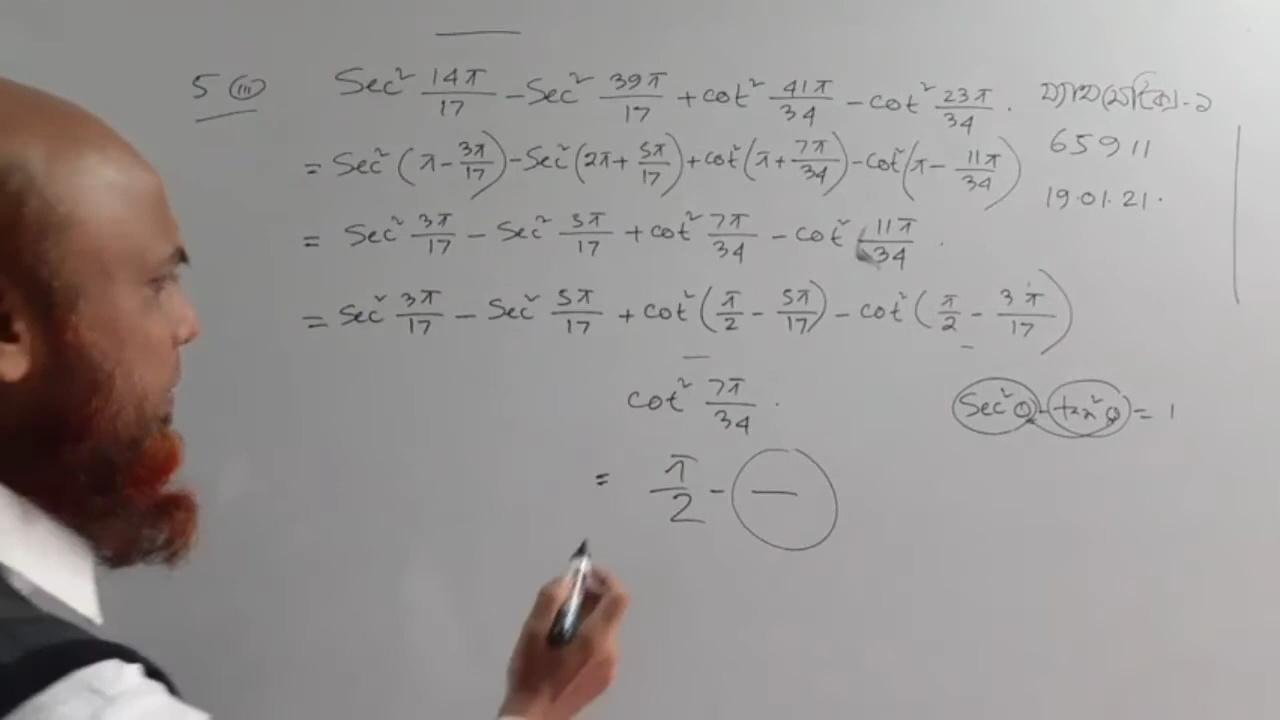 5 (iii) Sec² 14π/17 - Sec² 39π/17 + cot² 41π/34 - cot² 23π/34 .
= Sec² (π - 3π/17) - Sec² (2π + 5π/17) + cot² (π + 7π/34) - cot² (π - 11π/34)
= Sec² 3π/17 - Sec² 5π/17 + cot² 7π/34 - cot² 11π/34 .
= Sec² 3π/17 - Sec² 5π/17 + cot² (π/2 - 5π/17) - cot² (π/2 - 3π/17)
cot² 7π/34 .
= π/2 - —
ম্যাথমেটিক্স-১
65911
19.01.21.
Sec²θ - tan²θ = 1